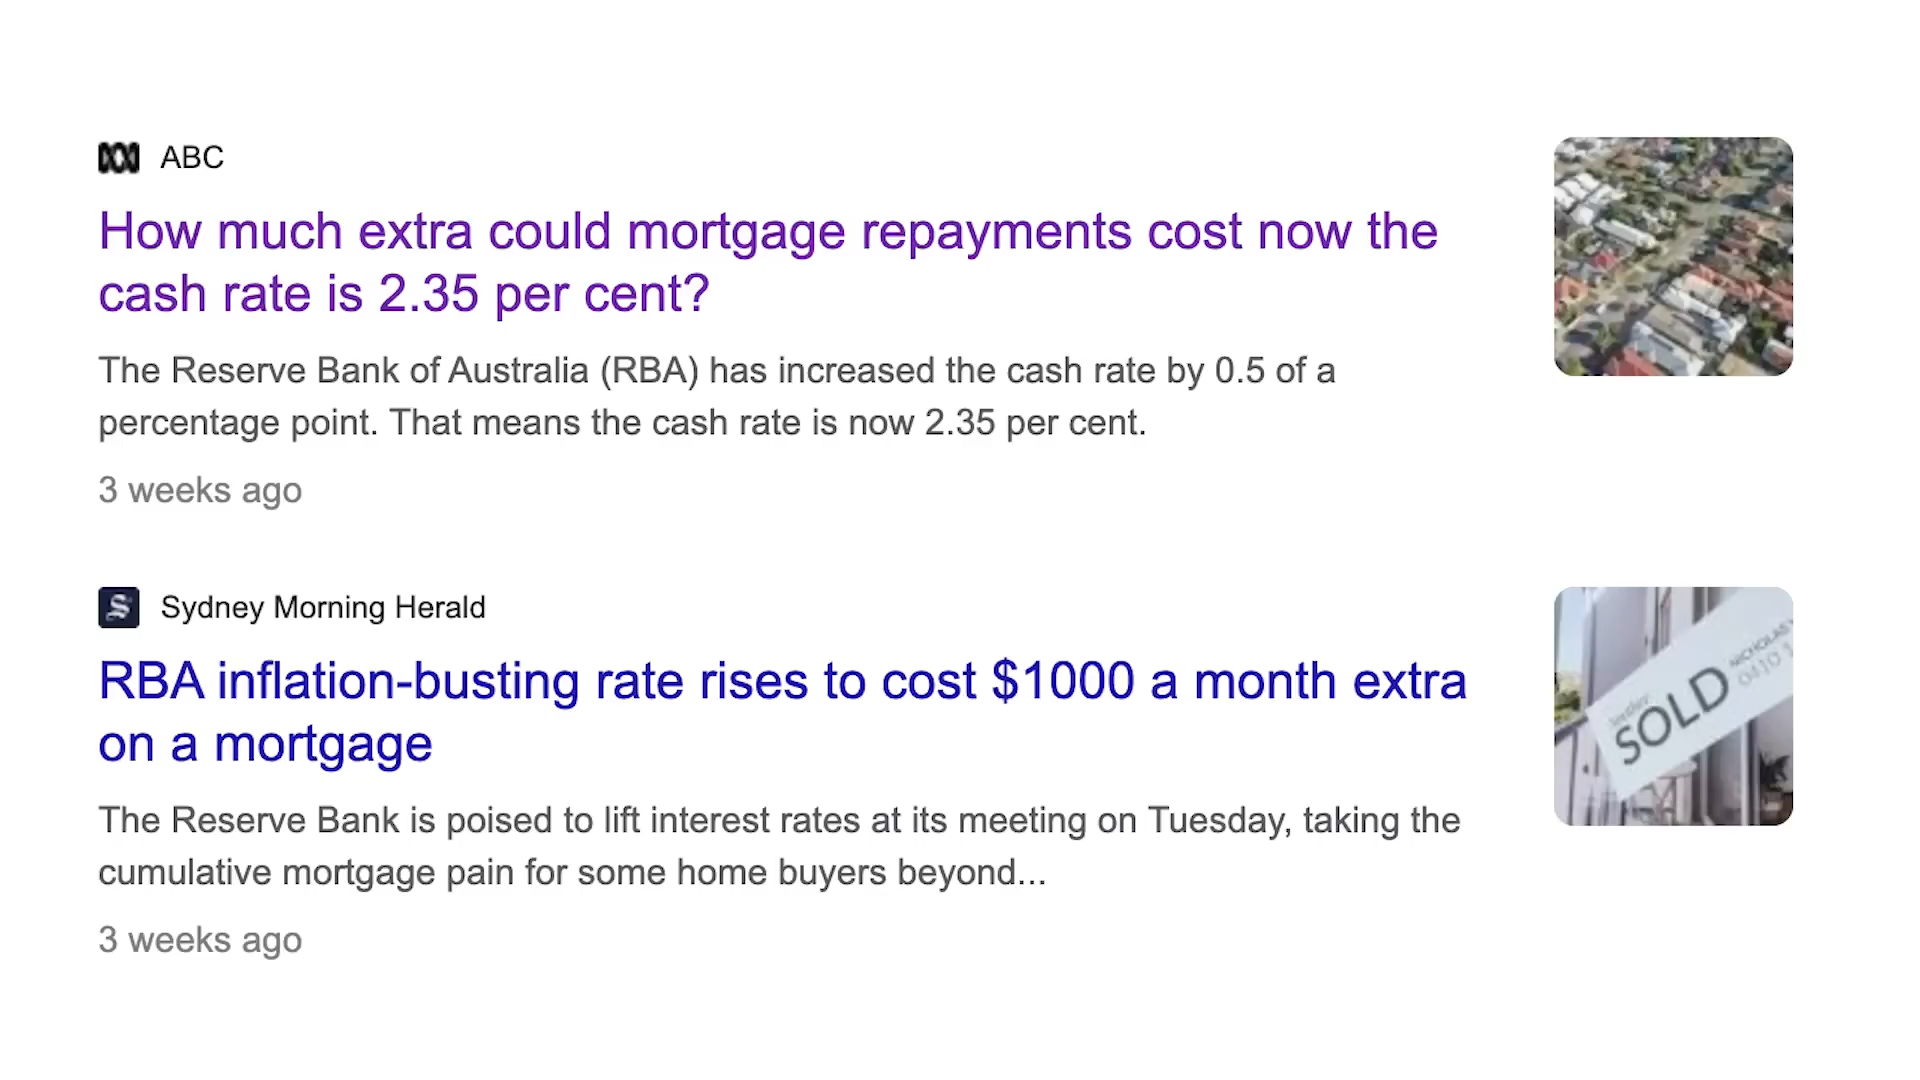 ABC
How much extra could mortgage repayments cost now the
cash rate is 2.35 per cent?
The Reserve Bank of Australia (RBA) has increased the cash rate by 0.5 of a
percentage point. That means the cash rate is now 2.35 per cent.
3 weeks ago
Sydney Morning Herald
RBA inflation-busting rate rises to cost $1000 a month extra
on a mortgage
The Reserve Bank is poised to lift interest rates at its meeting on Tuesday, taking the
cumulative mortgage pain for some home buyers beyond...
3 weeks ago
SOLD